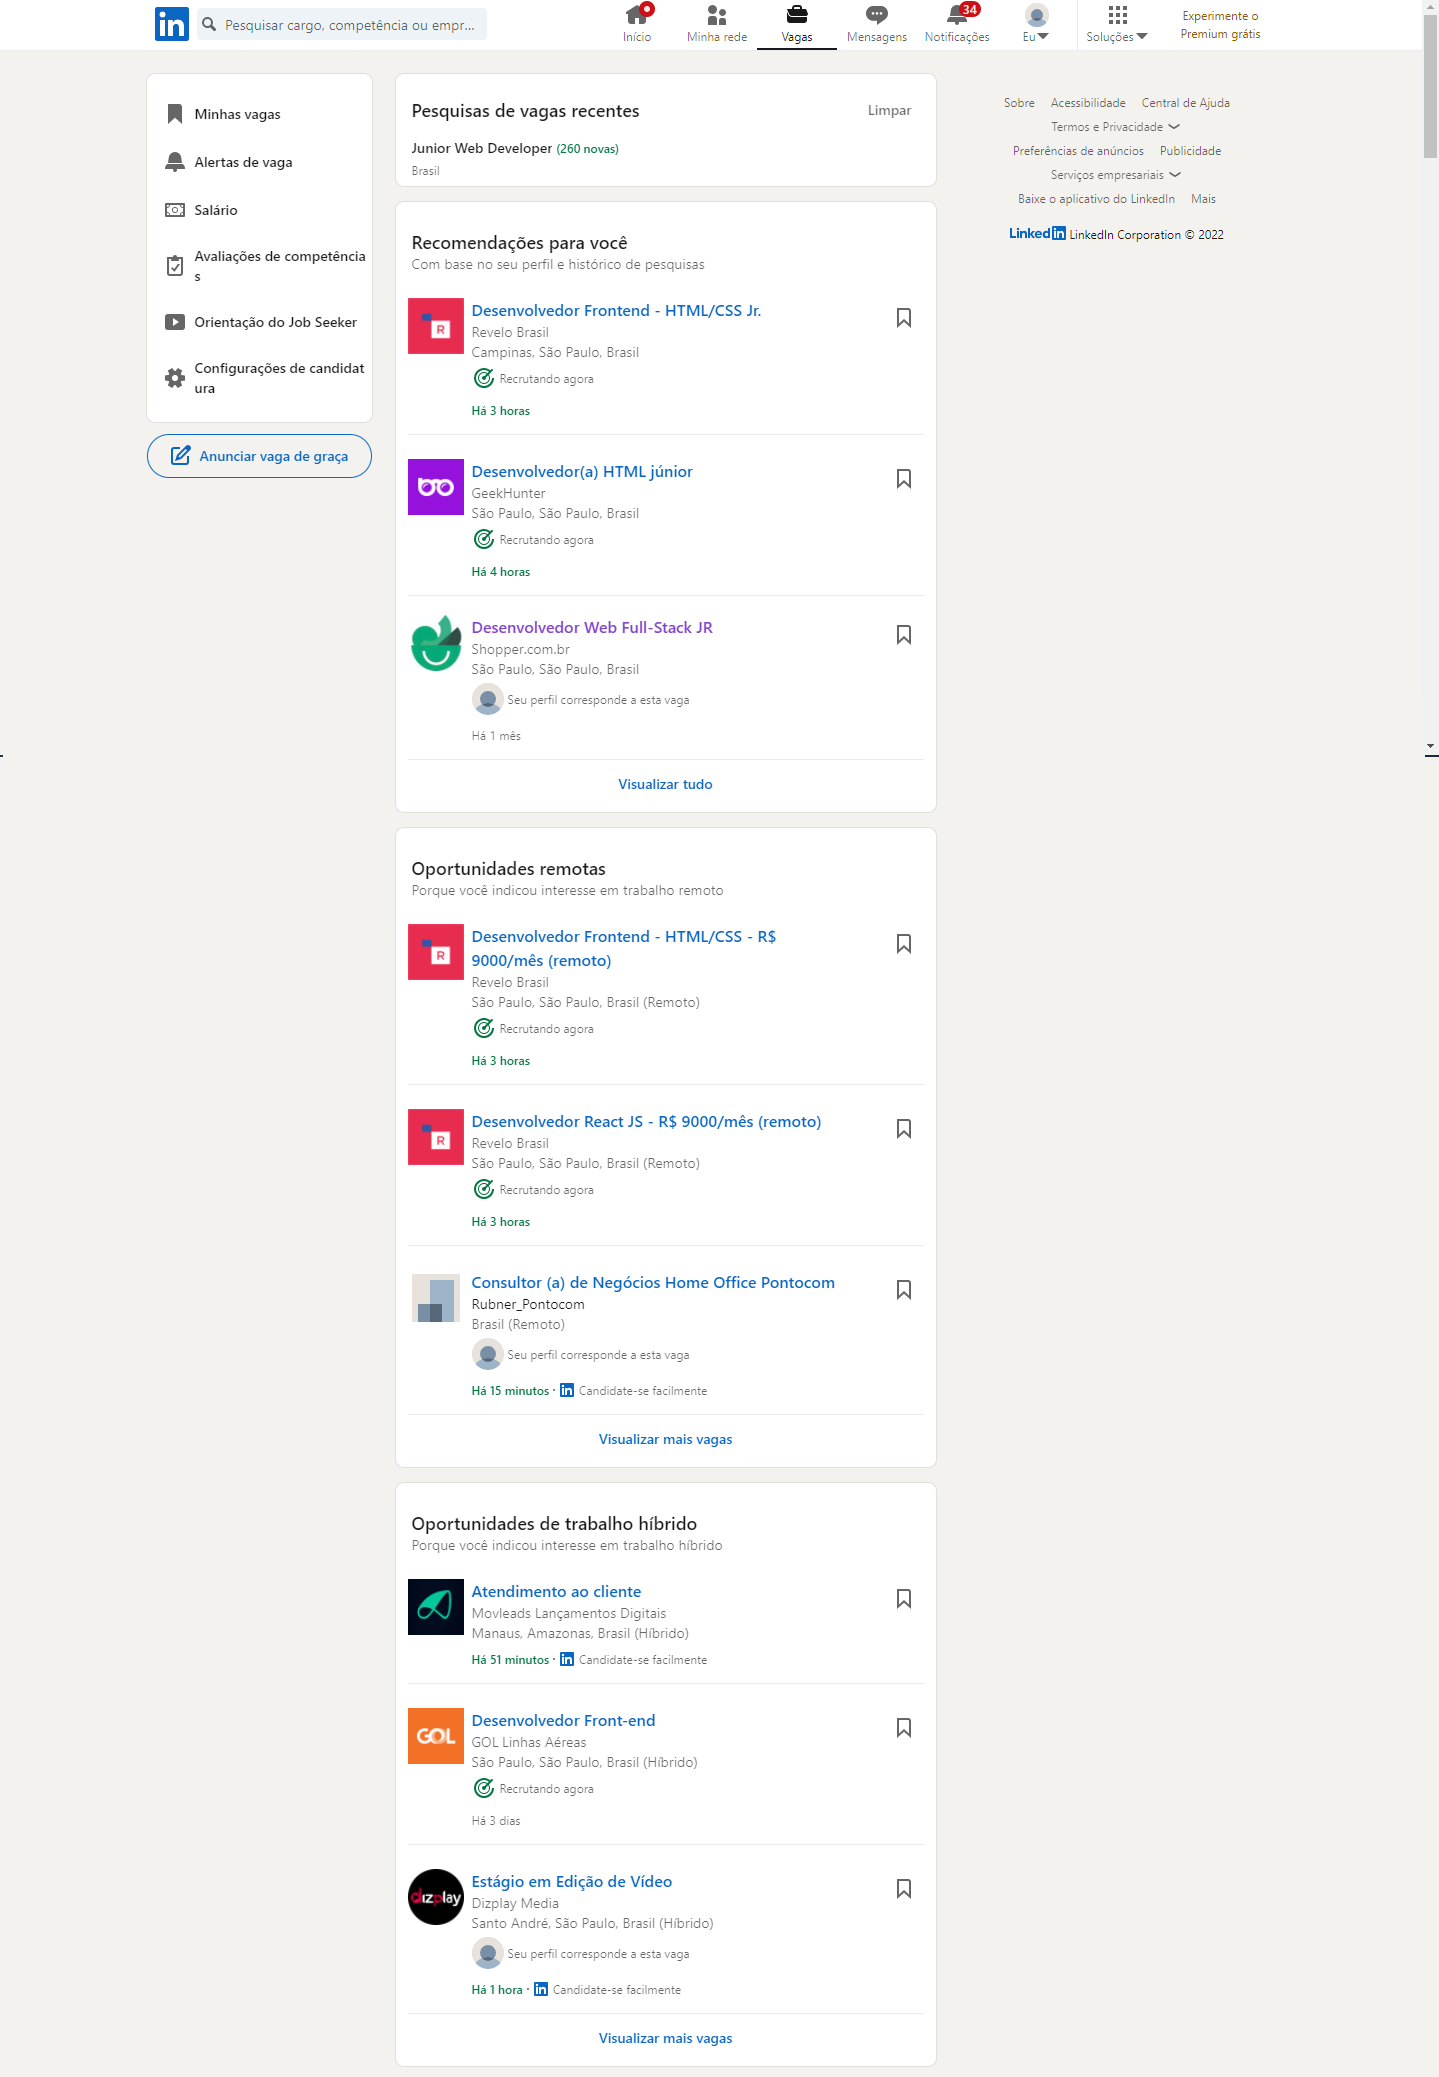 in
Pesquisar cargo, competência ou empr...
Início
Minha rede
Vagas
Mensagens
34
Notificações
Eu
Soluções
Experimente o
Premium grátis
Minhas vagas
Alertas de vaga
Salário
Avaliações de competência
s
Orientação do Job Seeker
Configurações de candidat
ura
Anunciar vaga de graça
Pesquisas de vagas recentes
Limpar
Junior Web Developer (260 novas)
Brasil
Recomendações para você
Com base no seu perfil e histórico de pesquisas
R
Desenvolvedor Frontend - HTML/CSS Jr.
Revelo Brasil
Campinas, São Paulo, Brasil
Recrutando agora
Há 3 horas
Desenvolvedor(a) HTML júnior
GeekHunter
São Paulo, São Paulo, Brasil
Recrutando agora
Há 4 horas
Desenvolvedor Web Full-Stack JR
Shopper.com.br
São Paulo, São Paulo, Brasil
Seu perfil corresponde a esta vaga
Há 1 mês
Visualizar tudo
Oportunidades remotas
Porque você indicou interesse em trabalho remoto
R
Desenvolvedor Frontend - HTML/CSS - R$
9000/mês (remoto)
Revelo Brasil
São Paulo, São Paulo, Brasil (Remoto)
Recrutando agora
Há 3 horas
R
Desenvolvedor React JS - R$ 9000/mês (remoto)
Revelo Brasil
São Paulo, São Paulo, Brasil (Remoto)
Recrutando agora
Há 3 horas
Consultor (a) de Negócios Home Office Pontocom
Rubner_Pontocom
Brasil (Remoto)
Seu perfil corresponde a esta vaga
Há 15 minutos · in Candidate-se facilmente
Visualizar mais vagas
Oportunidades de trabalho híbrido
Porque você indicou interesse em trabalho híbrido
Atendimento ao cliente
Movleads Lançamentos Digitais
Manaus, Amazonas, Brasil (Híbrido)
Há 51 minutos · in Candidate-se facilmente
GOL
Desenvolvedor Front-end
GOL Linhas Aéreas
São Paulo, São Paulo, Brasil (Híbrido)
Recrutando agora
Há 3 dias
dizplay
Estágio em Edição de Vídeo
Dizplay Media
Santo André, São Paulo, Brasil (Híbrido)
Seu perfil corresponde a esta vaga
Há 1 hora · in Candidate-se facilmente
Visualizar mais vagas
Sobre Acessibilidade Central de Ajuda
Termos e Privacidade
Preferências de anúncios Publicidade
Serviços empresariais
Baixe o aplicativo do LinkedIn Mais
Linkedin LinkedIn Corporation © 2022